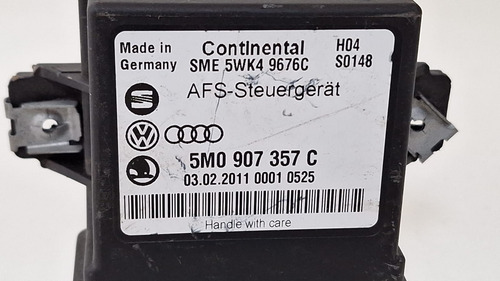 Made in Continental H04
Germany SME 5WK4 9676C S0148
AFS-Steuergerät
5M0 907 357 C
03.02.2011 0001 0525
Handle with care